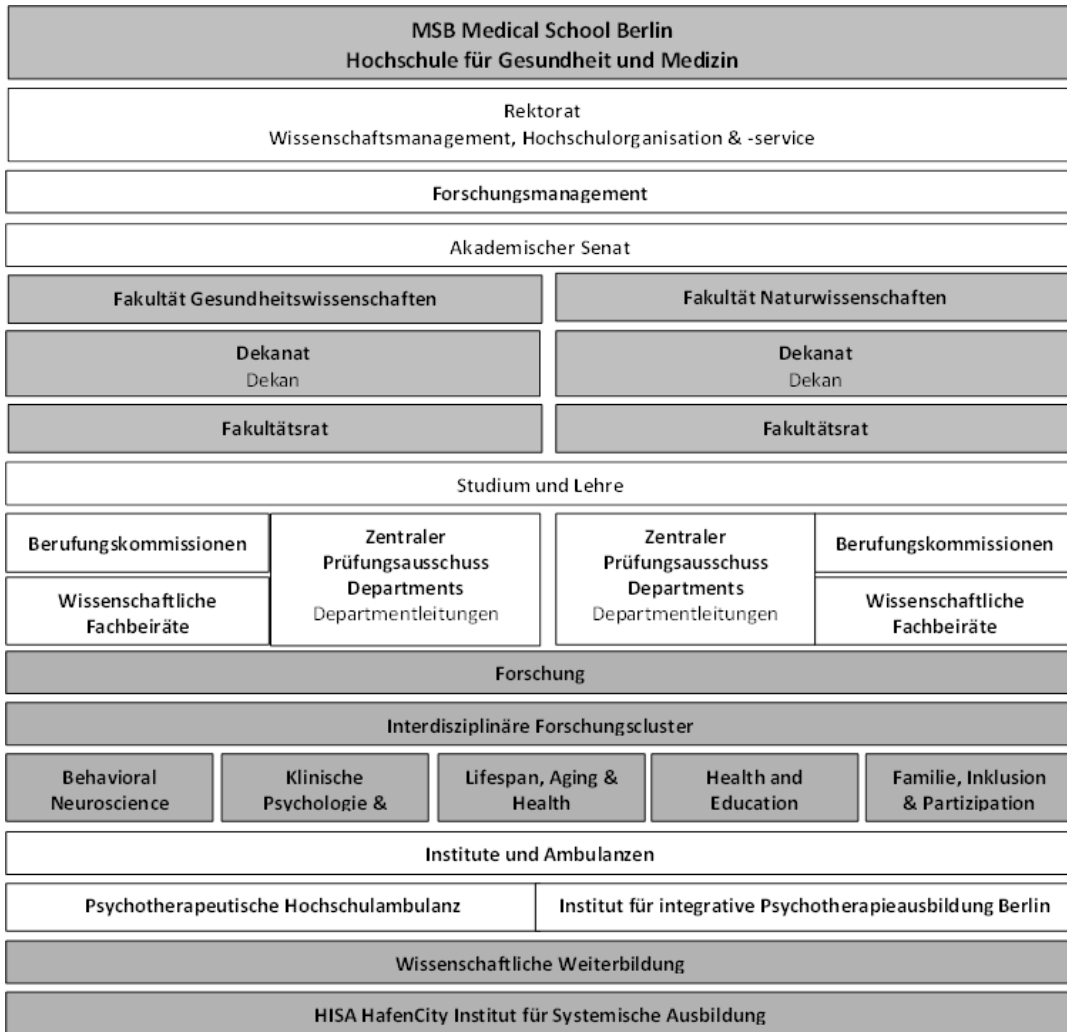 MSB Medical School Berlin
Hochschule für Gesundheit und Medizin
Rektorat
Wissenschaftsmanagement, Hochschulorganisation & -service
Forschungsmanagement
Akademischer Senat
Fakultät Gesundheitswissenschaften
Fakultät Naturwissenschaften
Dekanat
Dekan
Dekanat
Dekan
Fakultätsrat
Fakultätsrat
Studium und Lehre
Berufungskommissionen
Wissenschaftliche
Fachbeiräte
Zentraler
Prüfungsausschuss
Departments
Departmentleitungen
Zentraler
Prüfungsausschuss
Departments
Departmentleitungen
Berufungskommissionen
Wissenschaftliche
Fachbeiräte
Forschung
Interdisziplinäre Forschungscluster
Behavioral
Neuroscience
Klinische
Psychologie &
Lifespan, Aging &
Health
Health and
Education
Familie, Inklusion
& Partizipation
Institute und Ambulanzen
Psychotherapeutische Hochschulambulanz
Institut für integrative Psychotherapieausbildung Berlin
Wissenschaftliche Weiterbildung
HISA HafenCity Institut für Systemische Ausbildung